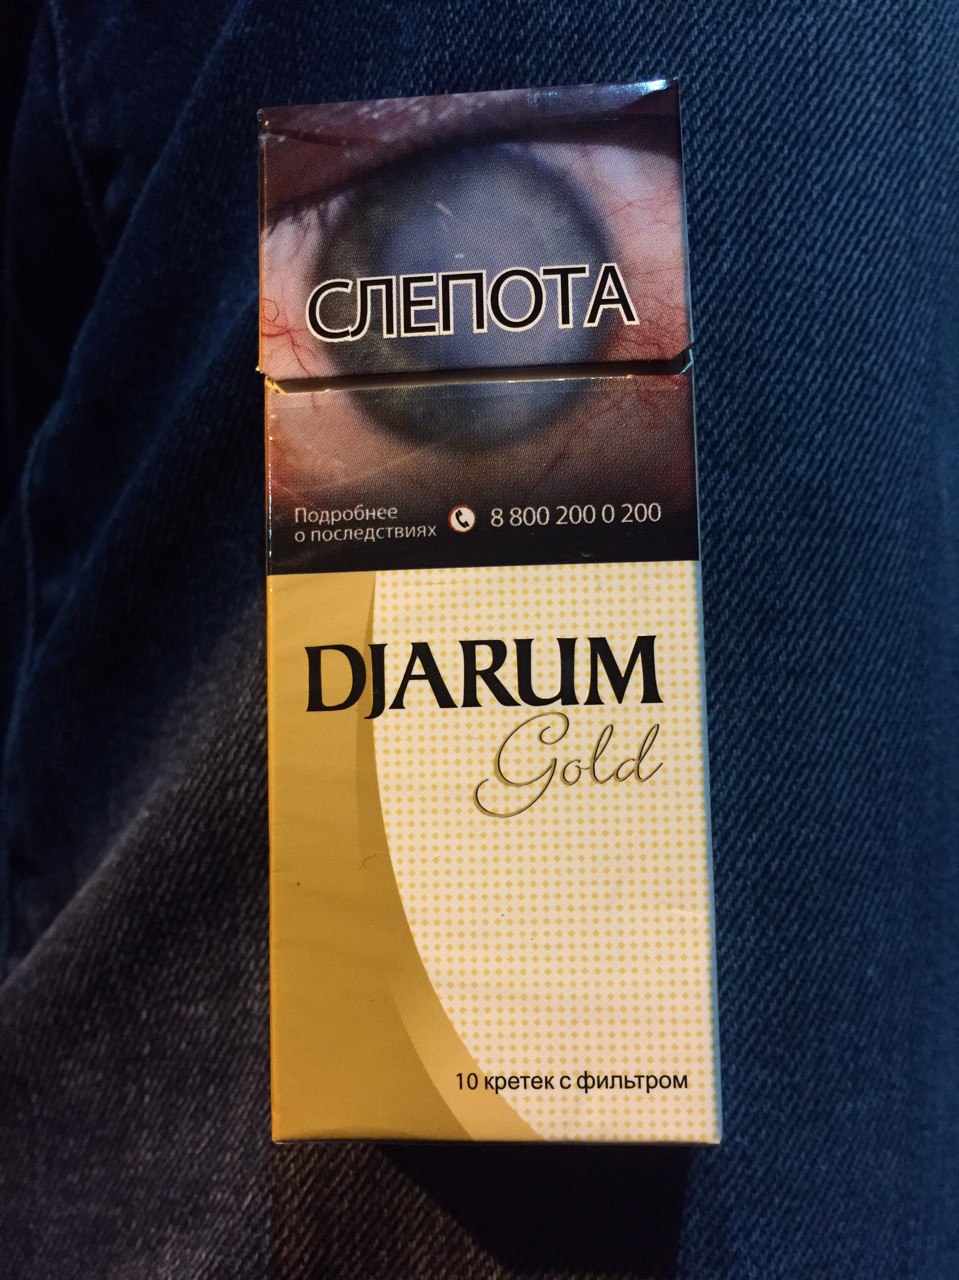 СЛЕПОТА
Подробнее
о последствиях
8 800 200 0 200
DJARUM
Gold
10 кретек с фильтром